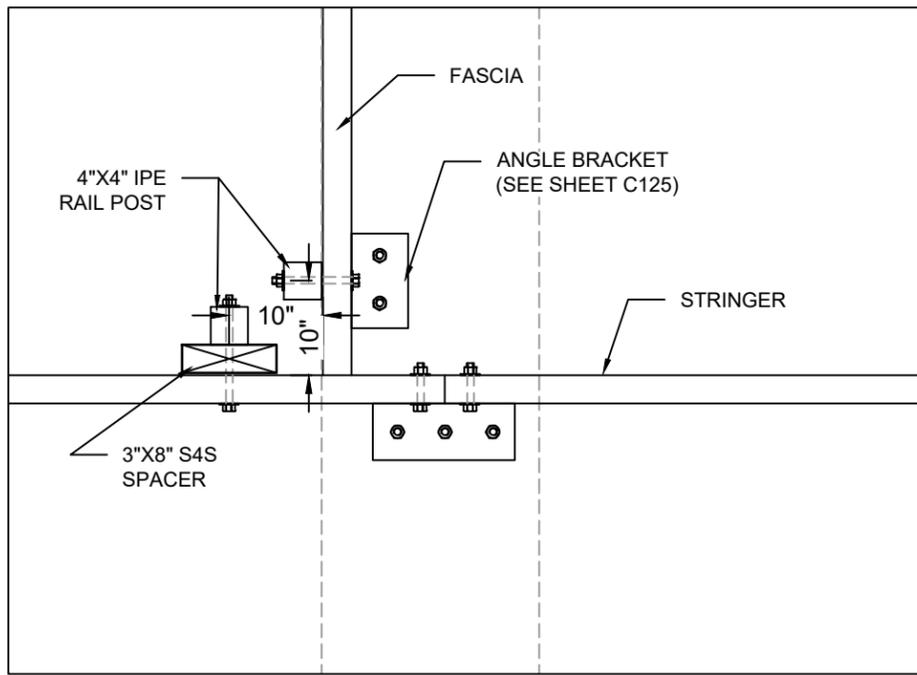 FASCIA
ANGLE BRACKET
(SEE SHEET C125)
4"X4" IPE
RAIL POST
STRINGER
10"
10"
3"X8" S4S
SPACER